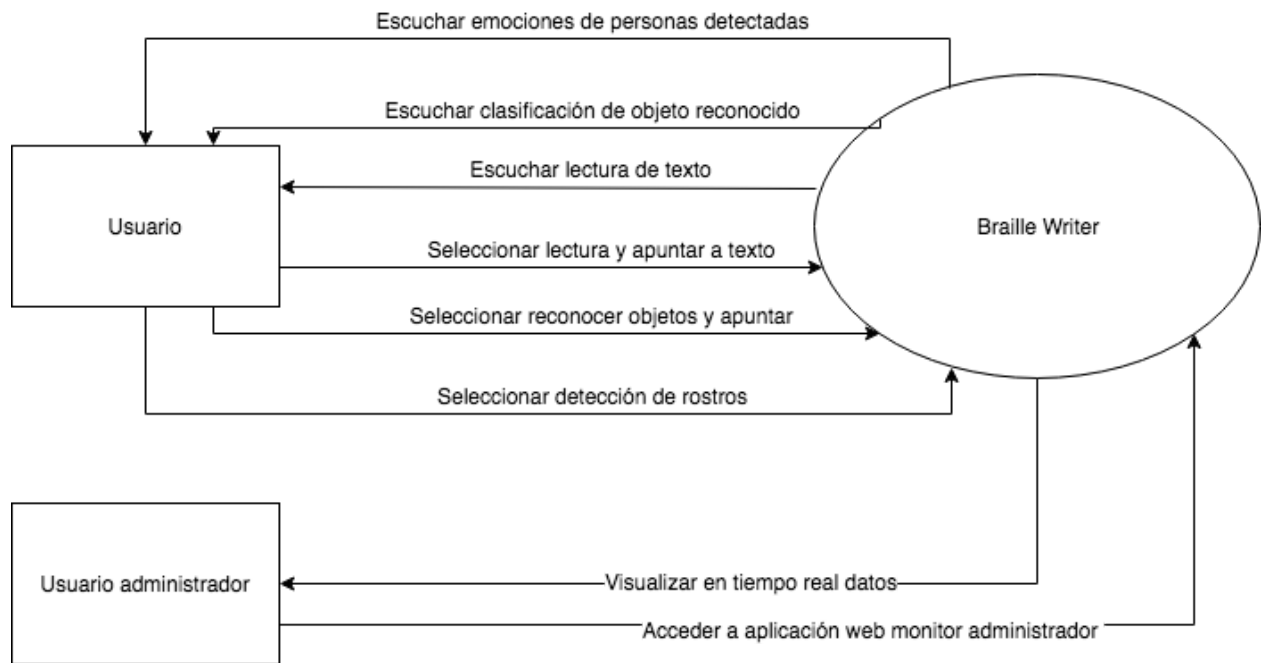 Escuchar emociones de personas detectadas
Escuchar clasificación de objeto reconocido
Escuchar lectura de texto
Usuario
Braille Writer
Seleccionar lectura y apuntar a texto
Seleccionar reconocer objetos y apuntar
Seleccionar detección de rostros
Usuario administrador
Visualizar en tiempo real datos
Acceder a aplicación web monitor administrador